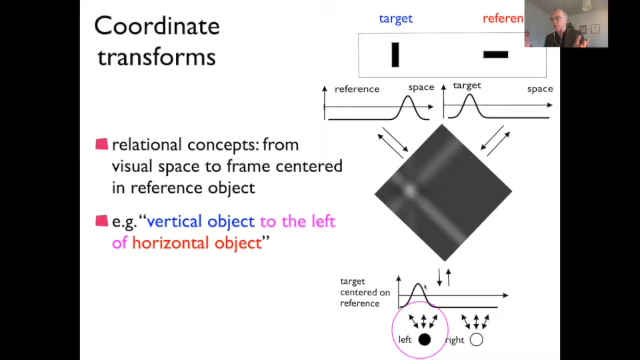 Coordinate
transforms
target
reference
reference
space
target
space
relational concepts: from
visual space to frame centered
in reference object
e.g. “vertical object to the left
of horizontal object”
target
centered on
reference
left
right